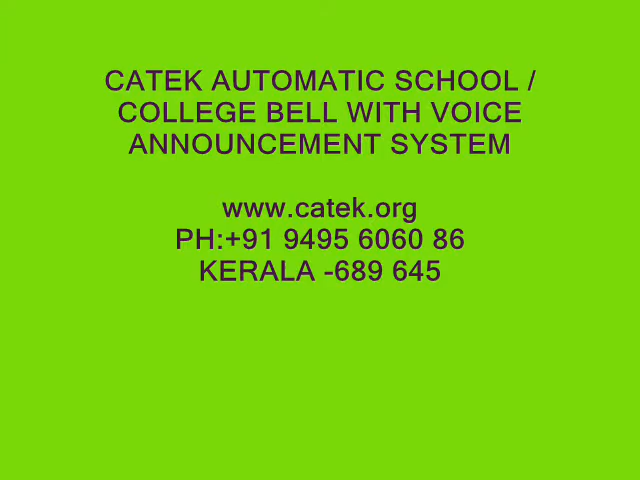 CATEK AUTOMATIC SCHOOL /
COLLEGE BELL WITH VOICE
ANNOUNCEMENT SYSTEM
www.catek.org
PH:+91 9495 6060 86
KERALA -689 645